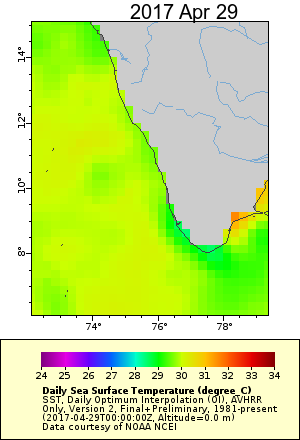 2017 Apr 29
14°
12°
10°
8°
74°
76°
78°
24 25 26 27 28 29 30 31 32 33 34
Daily Sea Surface Temperature (degree_C)
SST, Daily Optimum Interpolation (OI), AVHRR
Only, Version 2, Final+Preliminary, 1981-present
(2017-04-29T00:00:00Z, Altitude=0.0 m)
Data courtesy of NOAA NCEI